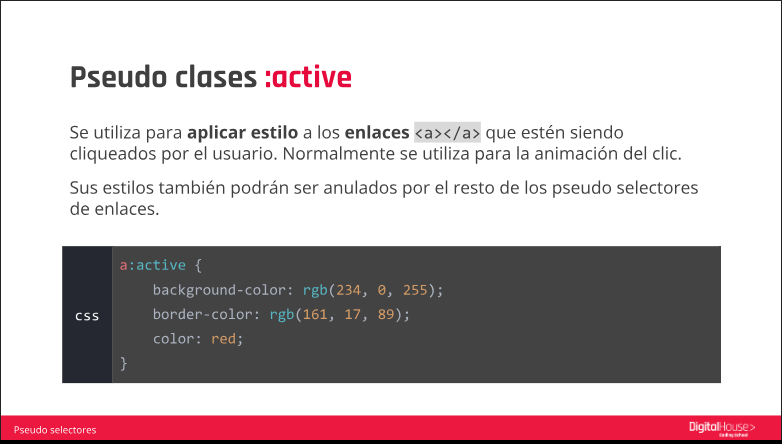 Pseudo clases :active
Se utiliza para aplicar estilo a los enlaces <a></a> que estén siendo
cliqueados por el usuario. Normalmente se utiliza para la animación del clic.
Sus estilos también podrán ser anulados por el resto de los pseudo selectores
de enlaces.
css
a:active {
    background-color: rgb(234, 0, 255);
    border-color: rgb(161, 17, 89);
    color: red;
}
Pseudo selectores
DigitalHouse>
Coding School